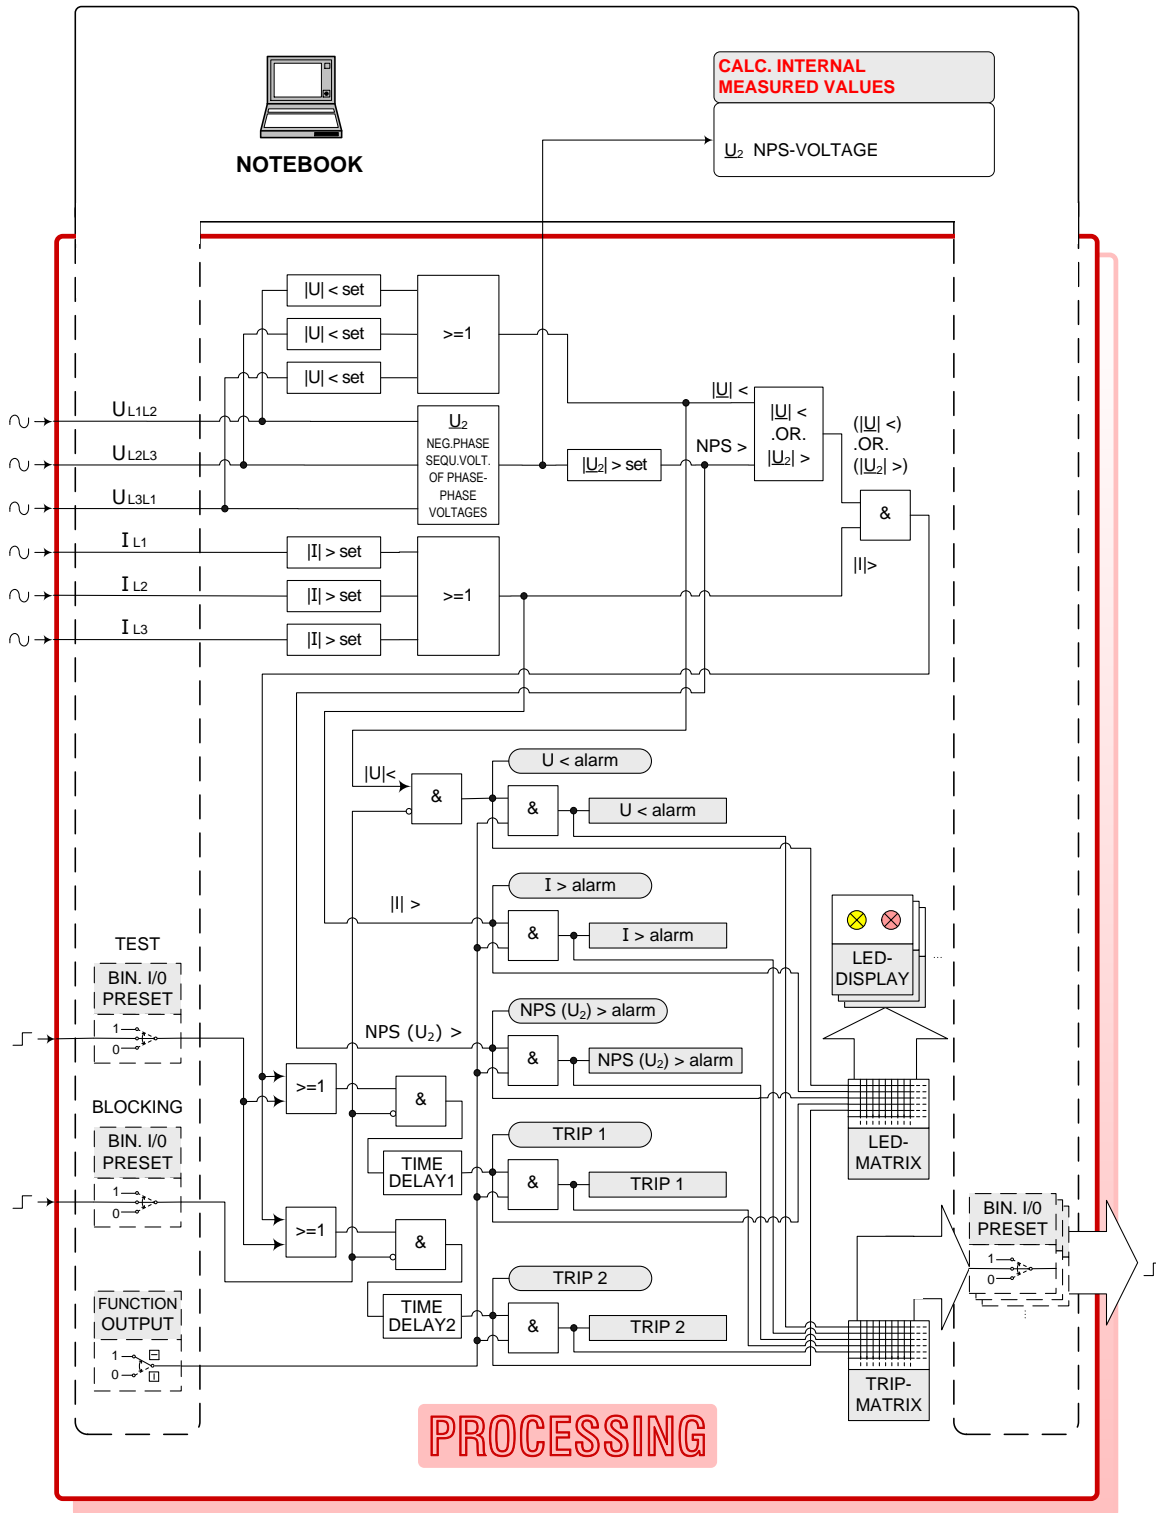 CALC. INTERNAL
MEASURED VALUES
U2 NPS-VOLTAGE
NOTEBOOK
|U| < set
|U| < set
|U| < set
>=1
UL1L2
UL2L3
UL3L1
U2
NEG.PHASE
SEQU.VOLT.
OF PHASE-
PHASE
VOLTAGES
|U2| > set
|U| <
NPS >
|U| <
.OR.
|U2| >
(|U| <)
.OR.
(|U2| >)
&
|I|>
I L1
I L2
I L3
|I| > set
|I| > set
|I| > set
>=1
|U|<
&
U < alarm
&
U < alarm
|I| >
I > alarm
&
I > alarm
LED-
DISPLAY
...
TEST
BIN. I/0
PRESET
1
0
NPS (U2) >
NPS (U2) > alarm
&
NPS (U2) > alarm
>=1
&
BLOCKING
BIN. I/0
PRESET
1
0
TIME
DELAY1
TRIP 1
&
TRIP 1
LED-
MATRIX
>=1
&
BIN. I/0
PRESET
1
0
...
FUNCTION
OUTPUT
1
0
TIME
DELAY2
TRIP 2
&
TRIP 2
TRIP-
MATRIX
PROCESSING